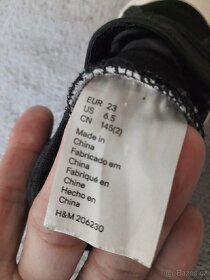 EUR 23
US 6.5
CN 145(2)
Made in
China
Fabricado em
China
Fabriqué en
Chine
Hecho en
China
H&M 206230